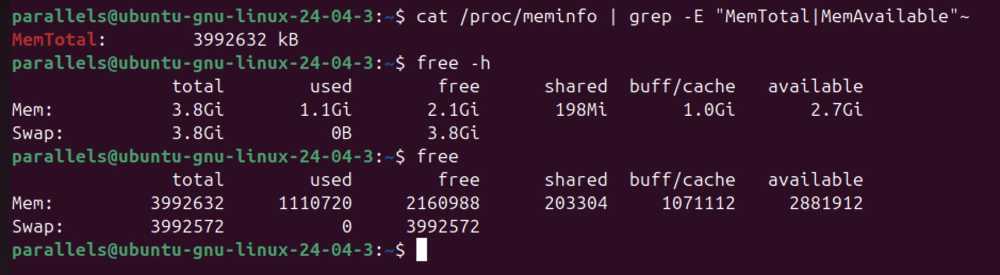 parallels@ubuntu-gnu-linux-24-04-3:~$ cat /proc/meminfo | grep -E "MemTotal|MemAvailable"~
MemTotal:        3992632 kB
parallels@ubuntu-gnu-linux-24-04-3:~$ free -h
               total        used        free      shared  buff/cache   available
Mem:           3.8Gi       1.1Gi       2.1Gi       198Mi       1.0Gi       2.7Gi
Swap:          3.8Gi          0B       3.8Gi
parallels@ubuntu-gnu-linux-24-04-3:~$ free
               total        used        free      shared  buff/cache   available
Mem:         3992632     1110720     2160988      203304     1071112     2881912
Swap:        3992572           0     3992572
parallels@ubuntu-gnu-linux-24-04-3:~$